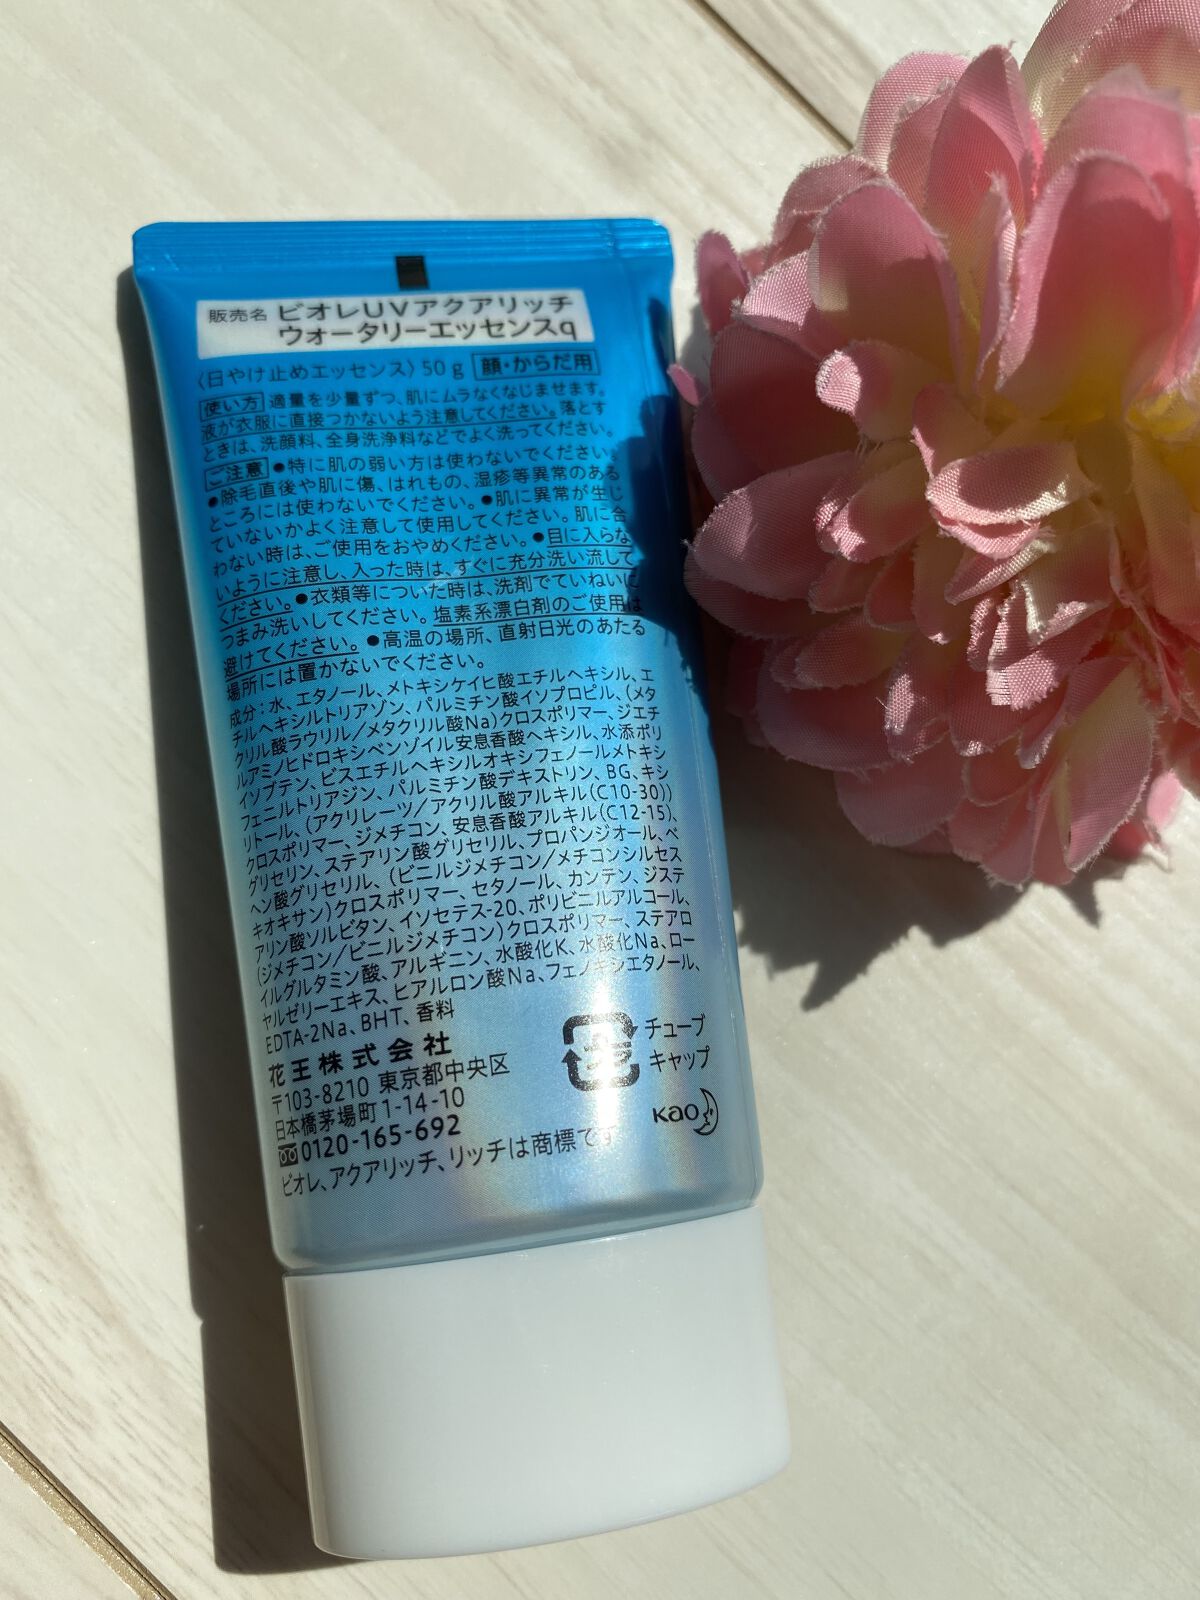 販売名 ビオレUVアクアリッチ
ウォータリーエッセンスq
〈日やけ止めエッセンス〉50g 顔・からだ用
使い方 適量を少量ずつ、肌にムラなくなじませます。
液が衣服に直接つかないよう注意してください。落とす
ときは、洗顔料、全身洗浄料などでよく洗ってください。
ご注意 ●特に肌の弱い方は使わないでください。
●除毛直後や肌に傷、はれもの、湿疹等異常のある
ところには使わないでください。●肌に異常が生じ
ていないかよく注意して使用してください。肌に合
わない時は、ご使用をおやめください。●目に入らな
いように注意し、入った時は、すぐに充分洗い流して
ください。●衣類等についた時は、洗剤でていねいに
つまみ洗いしてください。塩素系漂白剤のご使用は
避けてください。●高温の場所、直射日光のあたる
場所には置かないでください。
成分：水、エタノール、メトキシケイヒ酸エチルヘキシル、エ
チルヘキシルトリアゾン、パルミチン酸イソプロピル、(メタ
クリル酸ラウリル/メタクリル酸Na)クロスポリマー、ジエチ
ルアミノヒドロキシベンゾイル安息香酸ヘキシル、水添ポリ
イソブテン、ビスエチルヘキシルオキシフェノールメトキシ
フェニルトリアジン、パルミチン酸デキストリン、BG、キシ
リトール、(アクリレーツ/アクリル酸アルキル(C10-30))
クロスポリマー、ジメチコン、安息香酸アルキル(C12-15)、
グリセリン、ステアリン酸グリセリル、プロパンジオール、ベ
ヘン酸グリセリル、(ビニルジメチコン/メチコンシルセス
キオキサン)クロスポリマー、セタノール、カンテン、ジステ
アリン酸ソルビタン、イソセテス-20、ポリビニルアルコール、
(ジメチコン/ビニルジメチコン)クロスポリマー、ステアロ
イルグルタミン酸、アルギニン、水酸化K、水酸化Na、ロー
ヤルゼリーエキス、ヒアルロン酸Na、フェノキシエタノール、
EDTA-2Na、BHT、香料
花王株式会社
〒103-8210 東京都中央区
日本橋茅場町1-14-10
0120-165-692
ビオレ、アクアリッチ、リッチは商標です
チューブ
キャップ
Kao